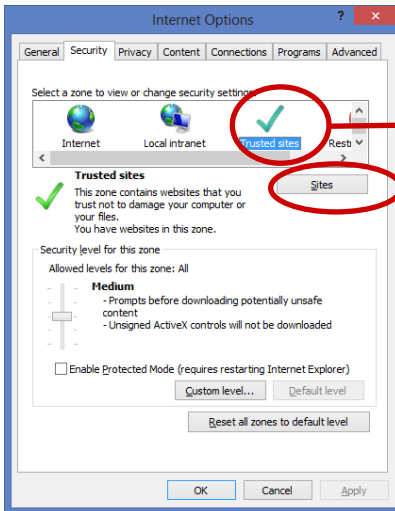 Internet Options
? ×
General Security Privacy Content Connections Programs Advanced
Select a zone to view or change security settings.
Internet Local intranet Trusted sites Restr
Trusted sites
Sites
This zone contains websites that you
trust not to damage your computer or
your files.
You have websites in this zone.
Security level for this zone
Allowed levels for this zone: All
Medium
- Prompts before downloading potentially unsafe
content
- Unsigned ActiveX controls will not be downloaded
Enable Protected Mode (requires restarting Internet Explorer)
Custom level... Default level
Reset all zones to default level
OK Cancel Apply